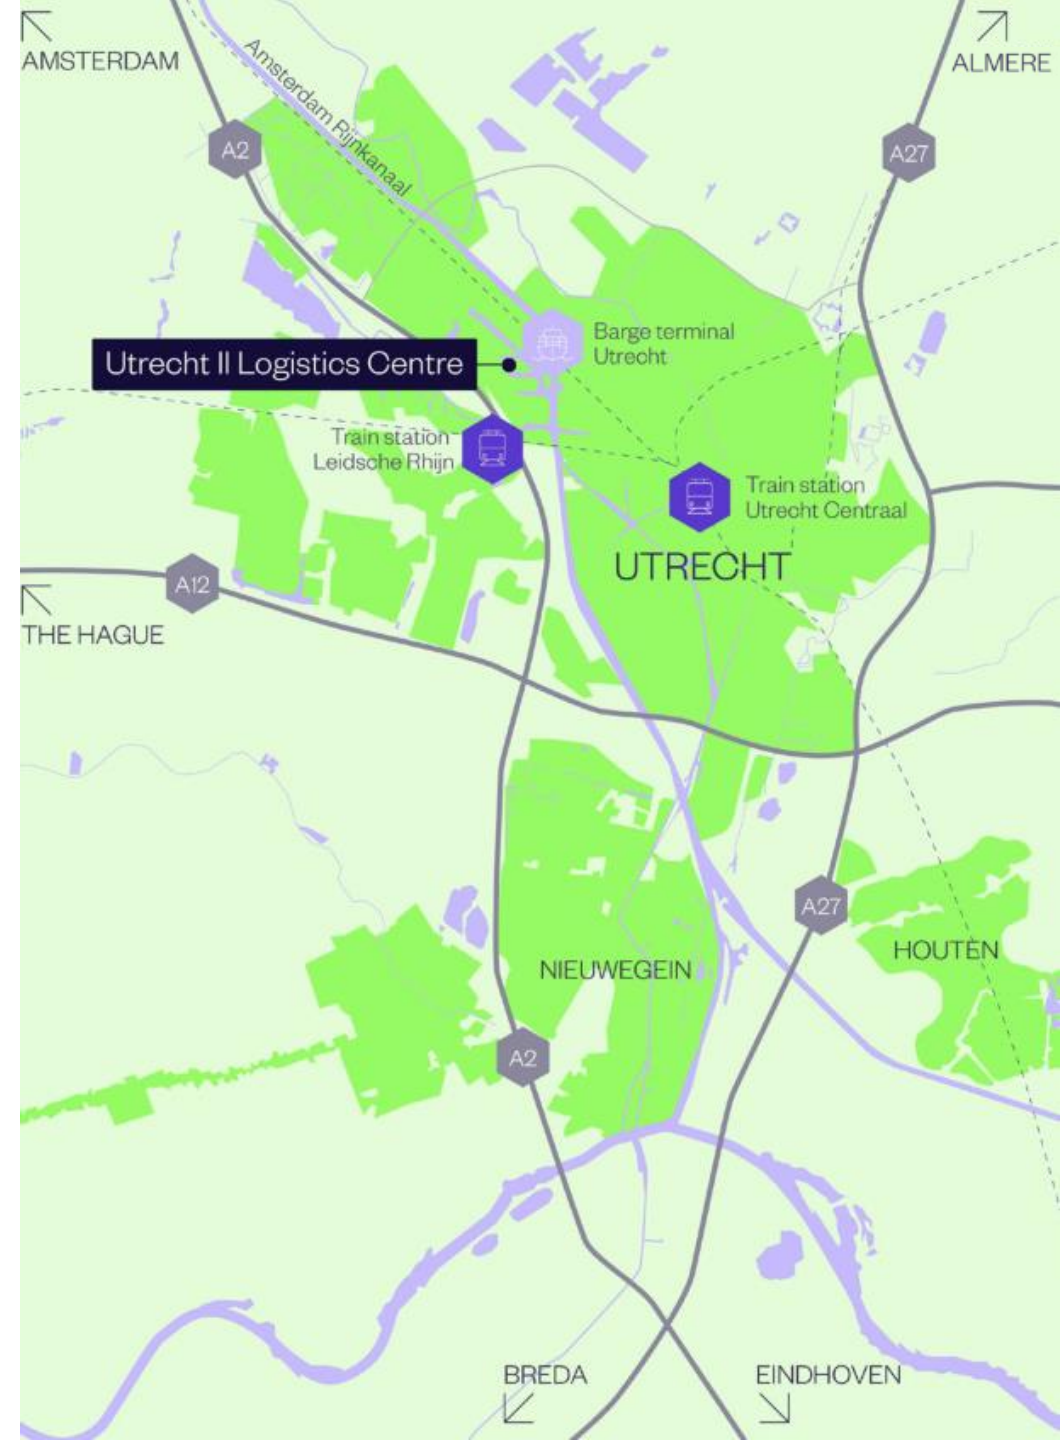 AMSTERDAM
ALMERE
Amsterdam Rijnkanaal
A2
A27
Barge terminal
Utrecht
Utrecht II Logistics Centre
Train station
Leidsche Rhijn
Train station
Utrecht Centraal
UTRECHT
A12
THE HAGUE
A27
HOUTEN
NIEUWEGEIN
A2
BREDA
EINDHOVEN